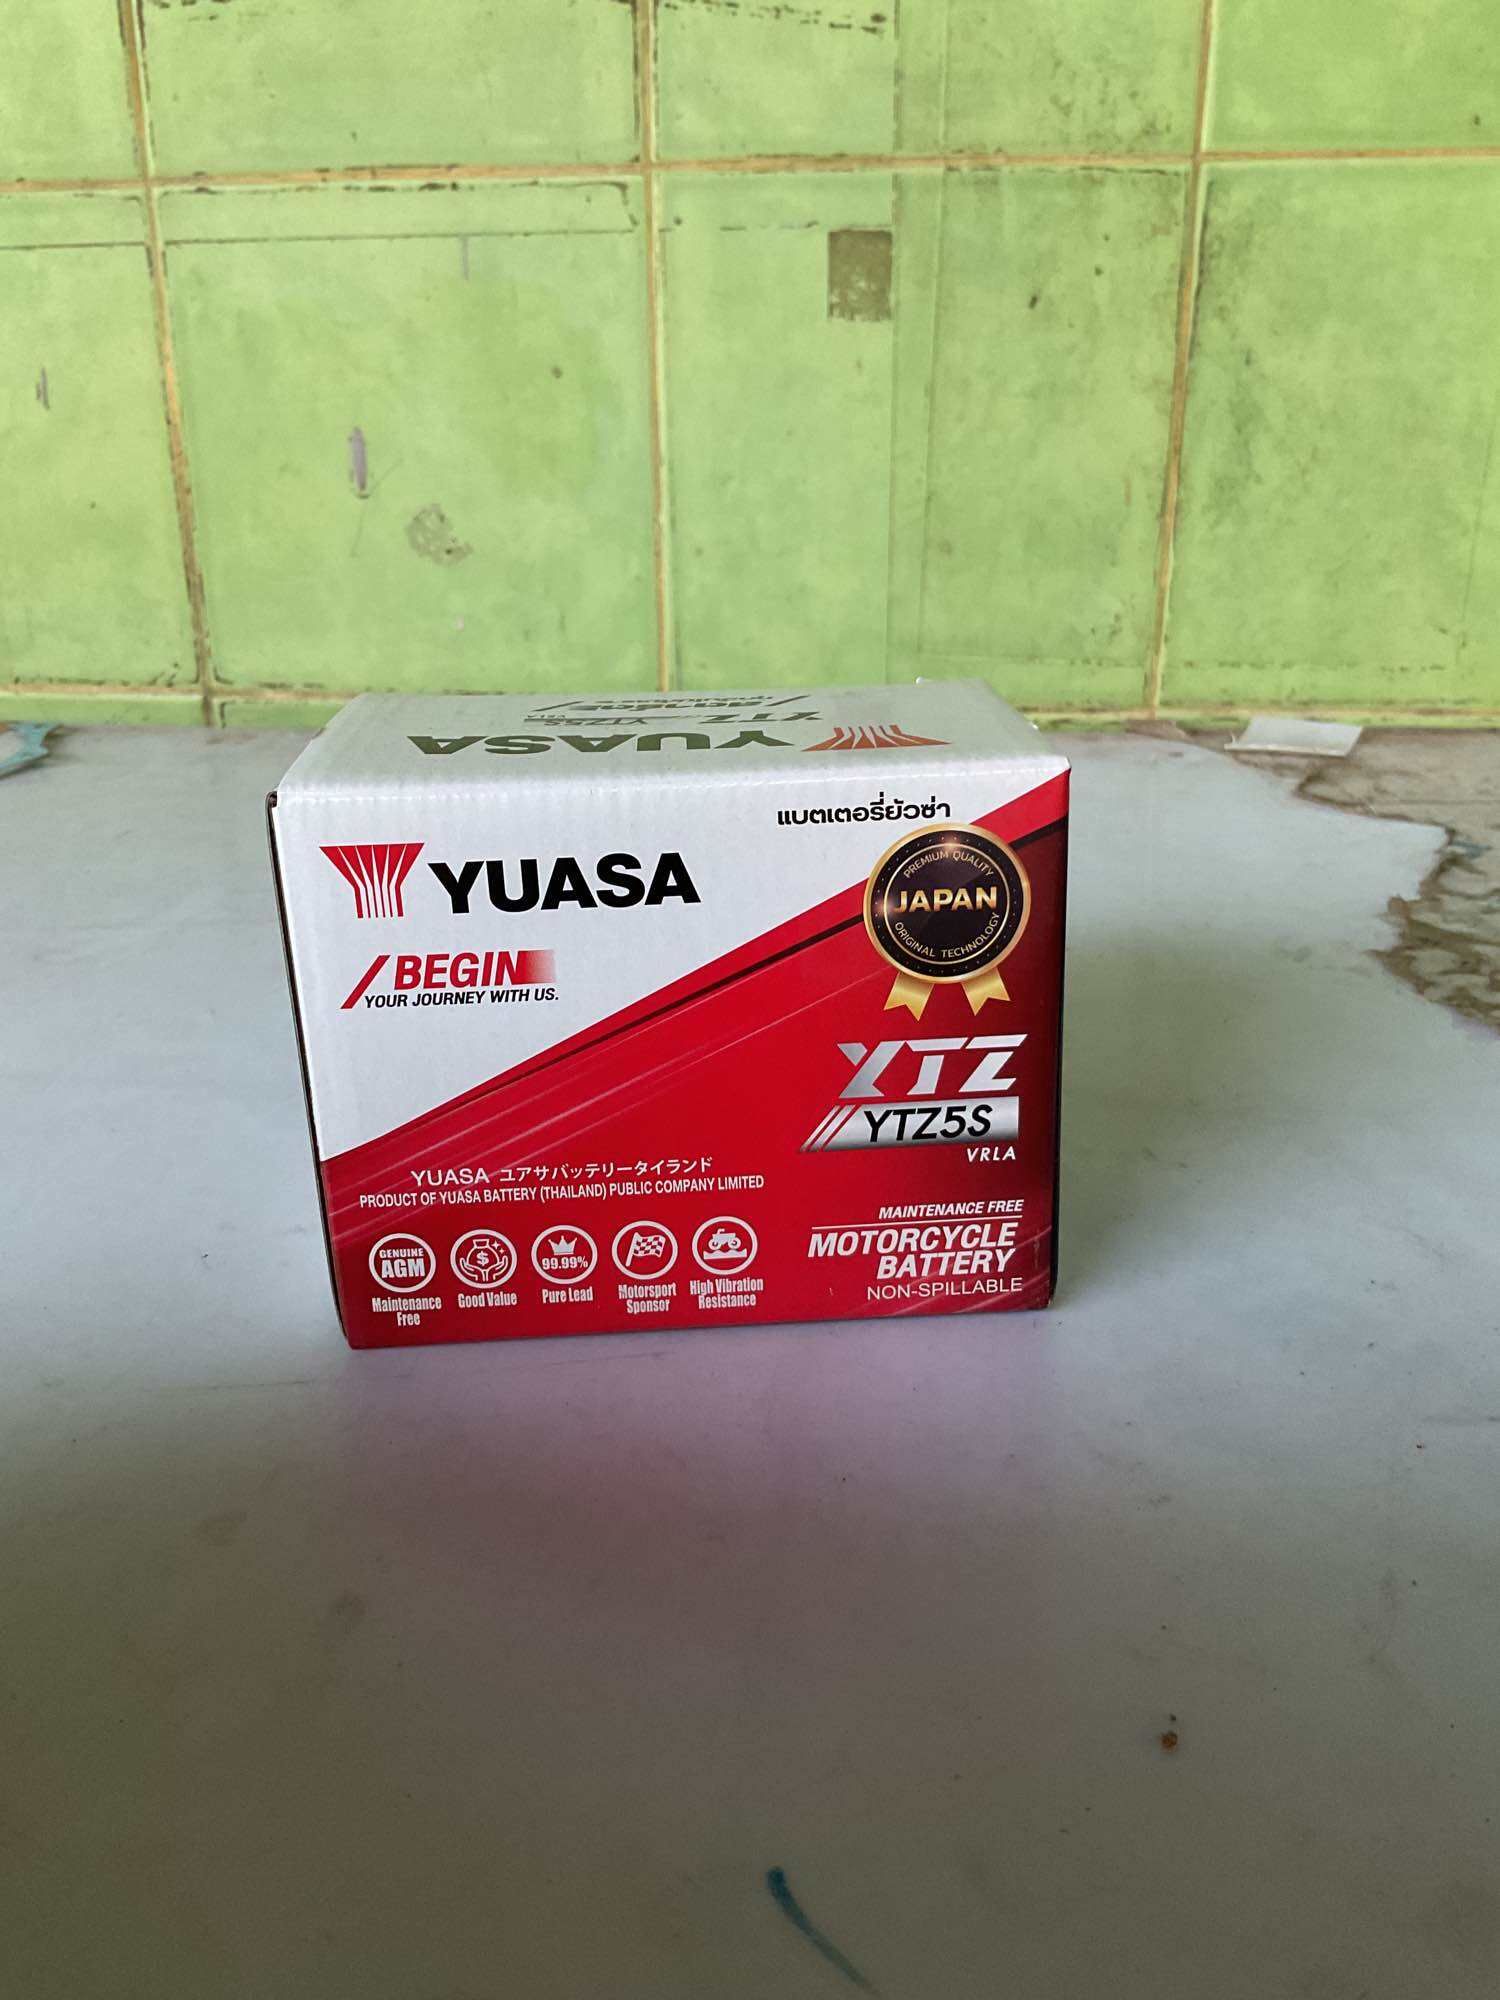 YUASA
YTZ YTZ5S
VRLA
แบตเตอรี่ยัวซ่า
YUASA
PREMIUM QUALITY
JAPAN
ORIGINAL TECHNOLOGY
BEGIN
YOUR JOURNEY WITH US.
YTZ
YTZ5S
VRLA
YUASA ユアサバッテリータイランド
PRODUCT OF YUASA BATTERY (THAILAND) PUBLIC COMPANY LIMITED
MAINTENANCE FREE
MOTORCYCLE
BATTERY
NON-SPILLABLE
GENUINE
AGM
Maintenance
Free
$
Good Value
99.99%
Pure Lead
Motorsport
Sponsor
High Vibration
Resistance